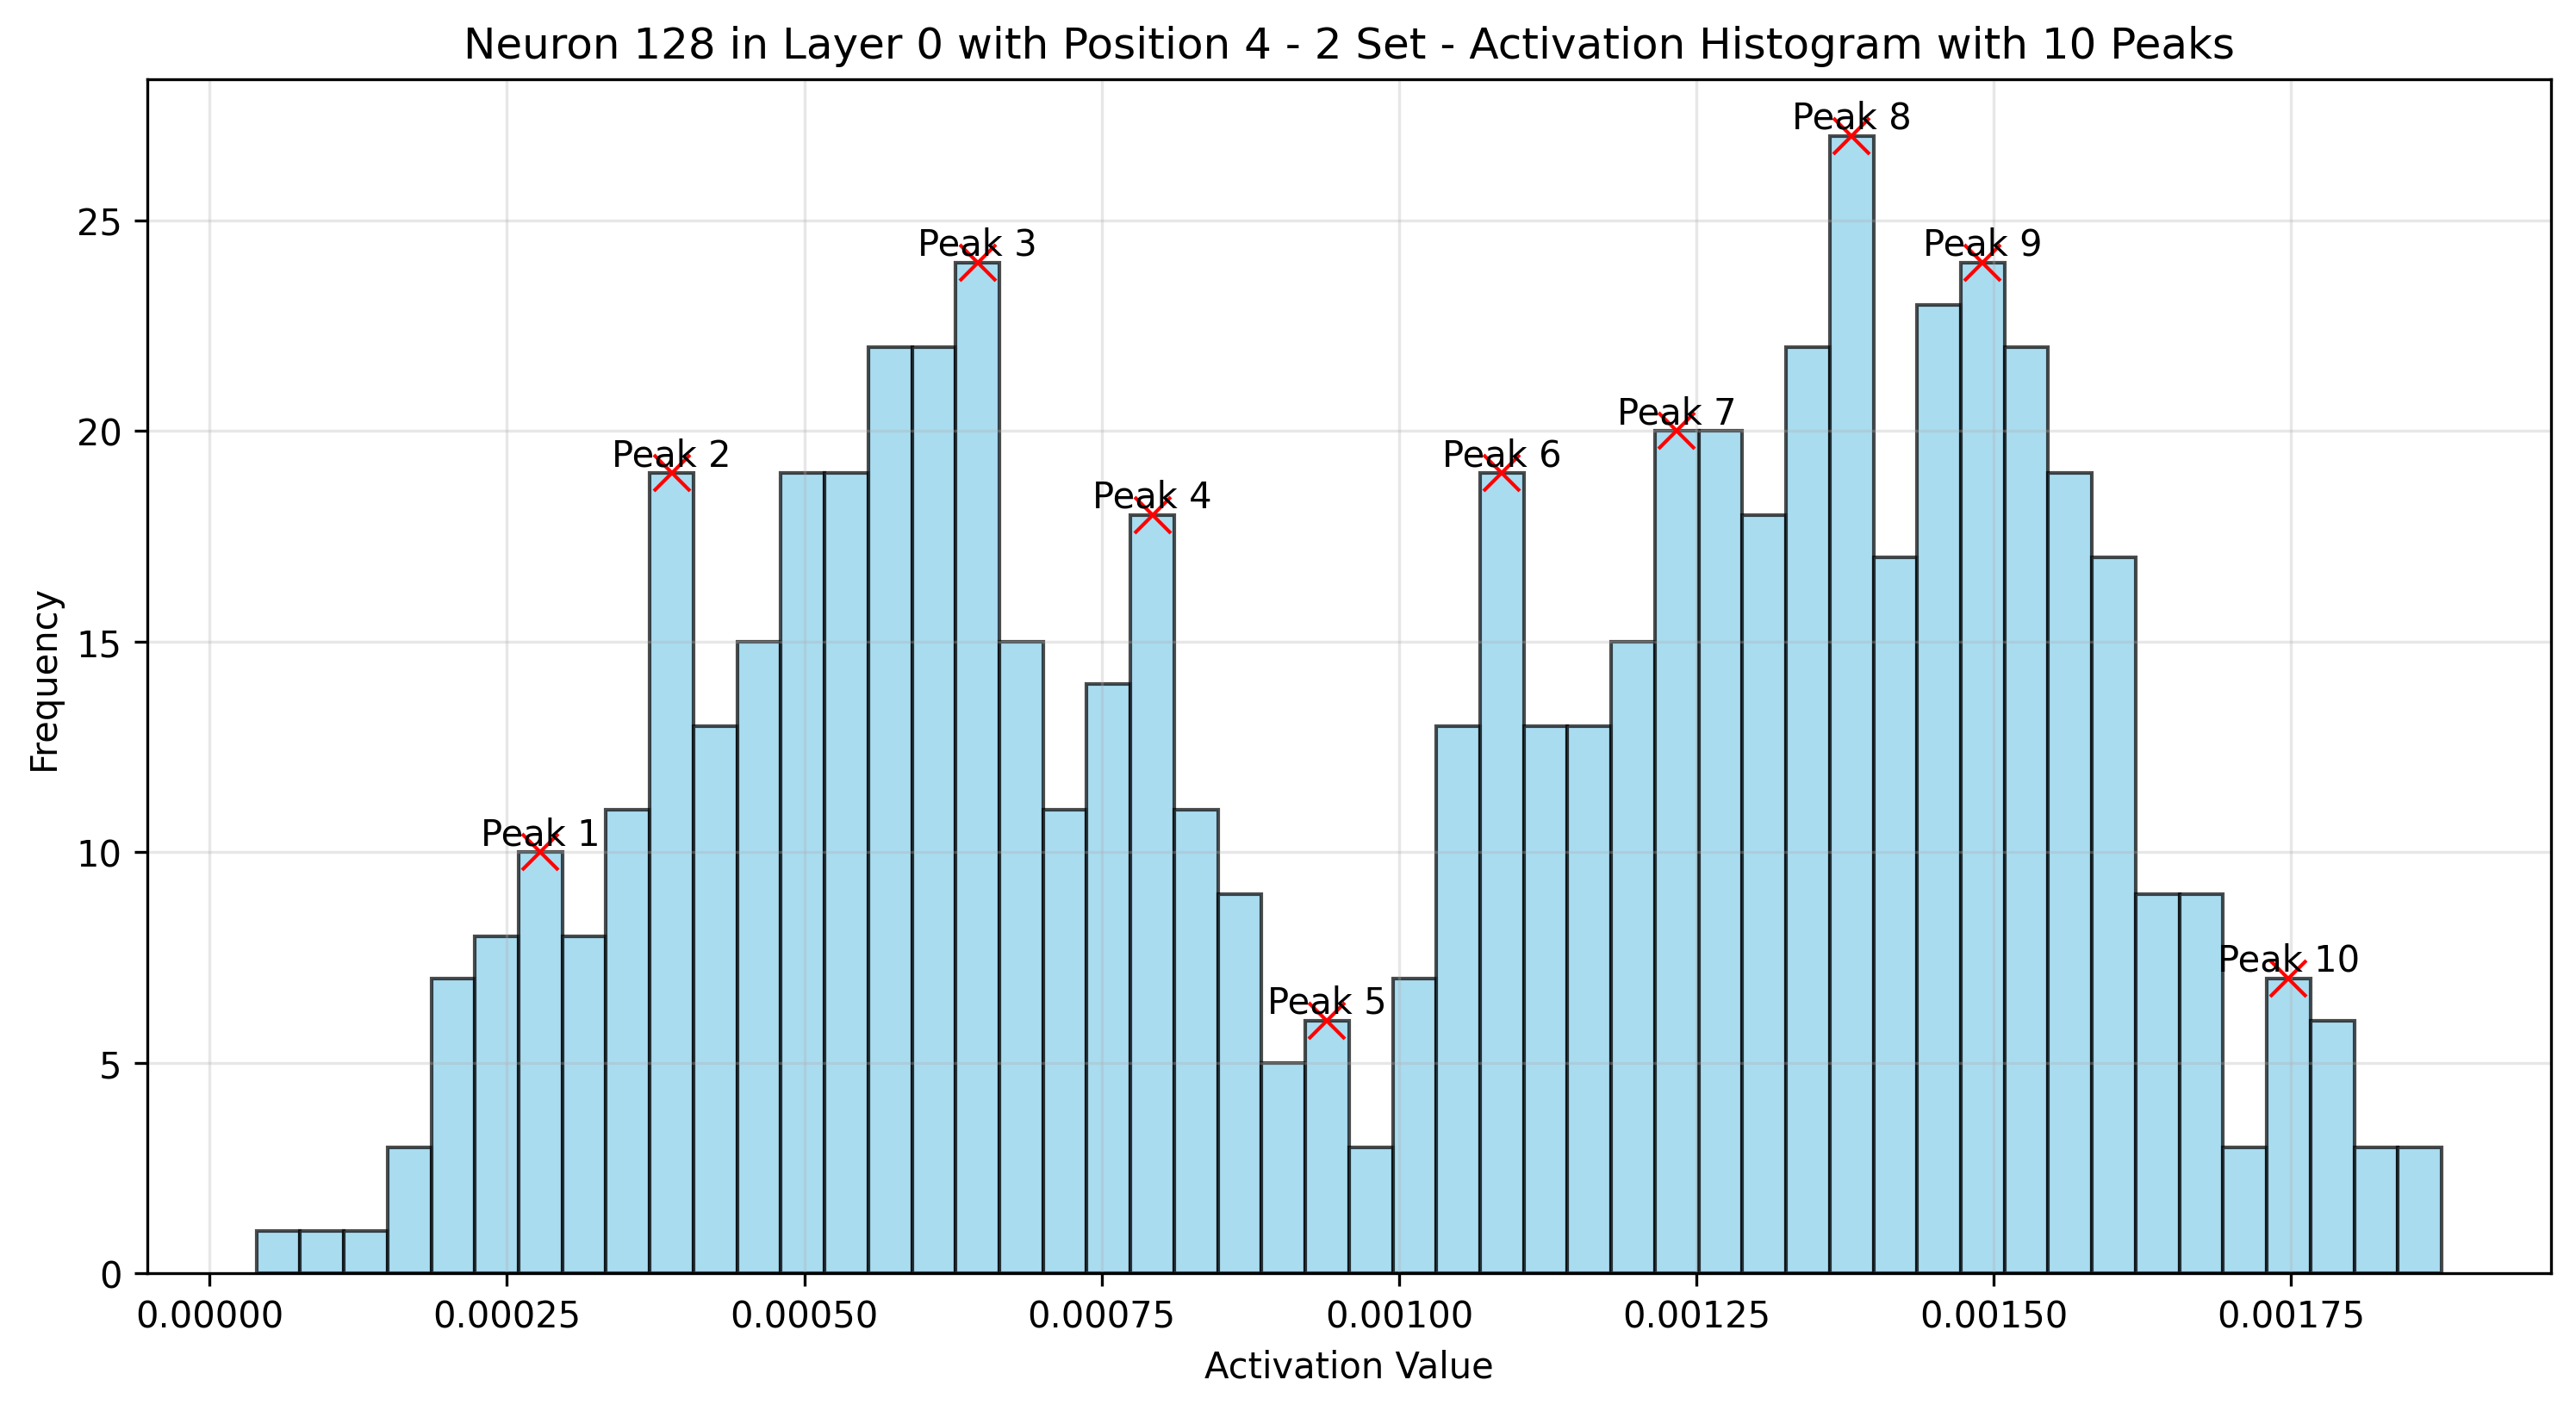 Neuron 128 in Layer 0 with Position 4 - 2 Set - Activation Histogram with 10 Peaks
Peak 8
25
Peak 3
Peak 9
20
Peak 7
Peak 2
Peak 6
Peak 4
15
Frequency
10
Peak 1
Peak 10
Peak 5
5
0
0.00000
0.00025
0.00050
0.00075
0.00100
0.00125
0.00150
0.00175
Activation Value